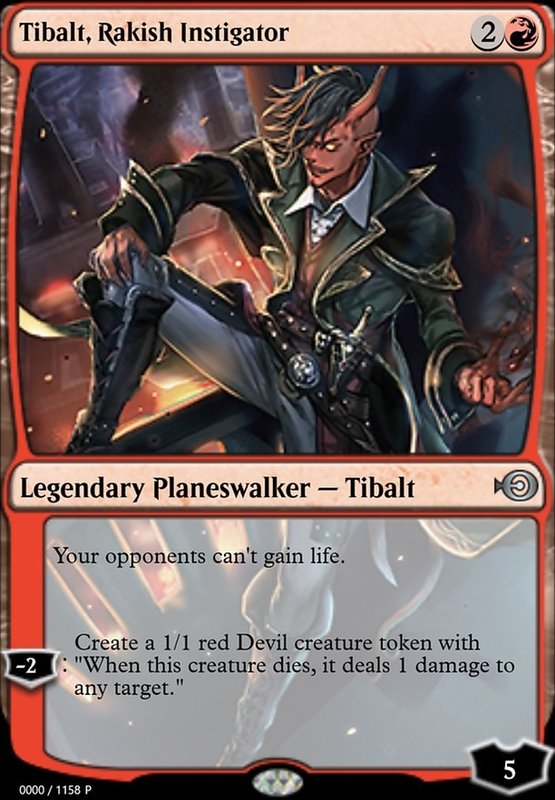 Tibalt, Rakish Instigator 2
Legendary Planeswalker — Tibalt
Your opponents can't gain life.
Create a 1/1 red Devil creature token with
-2 : "When this creature dies, it deals 1 damage to
any target."
5
0000 / 1158 P